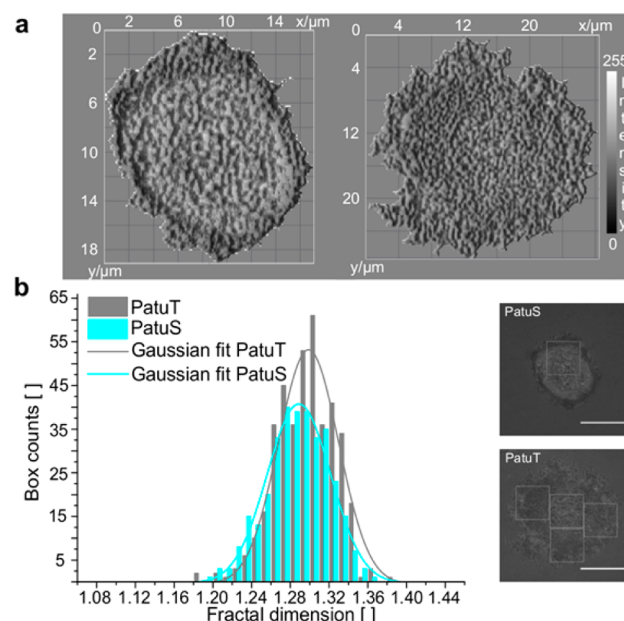 a
2 6 10 14 x/µm
0
2
6
10
14
18
y/µm
4 12 20 x/µm
0
4
12
20
y/µm
255
Intensity
0
b
65
55
45
35
25
15
5
Box counts [ ]
PatuT
PatuS
Gaussian fit PatuT
Gaussian fit PatuS
1.08 1.12 1.16 1.20 1.24 1.28 1.32 1.36 1.40 1.44
Fractal dimension [ ]
PatuS
PatuT